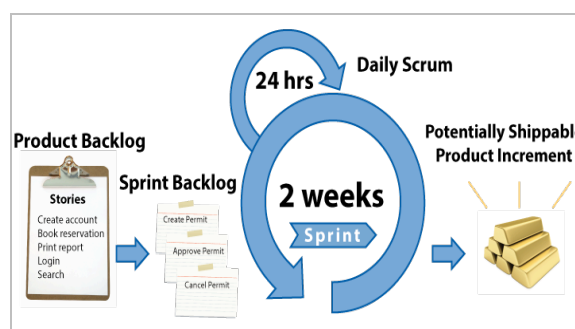 Product Backlog
Stories
Create account
Book reservation
Print report
Login
Search
Sprint Backlog
Create Permit
Approve Permit
Cancel Permit
24 hrs
Daily Scrum
2 weeks
Sprint
Potentially Shippable
Product Increment